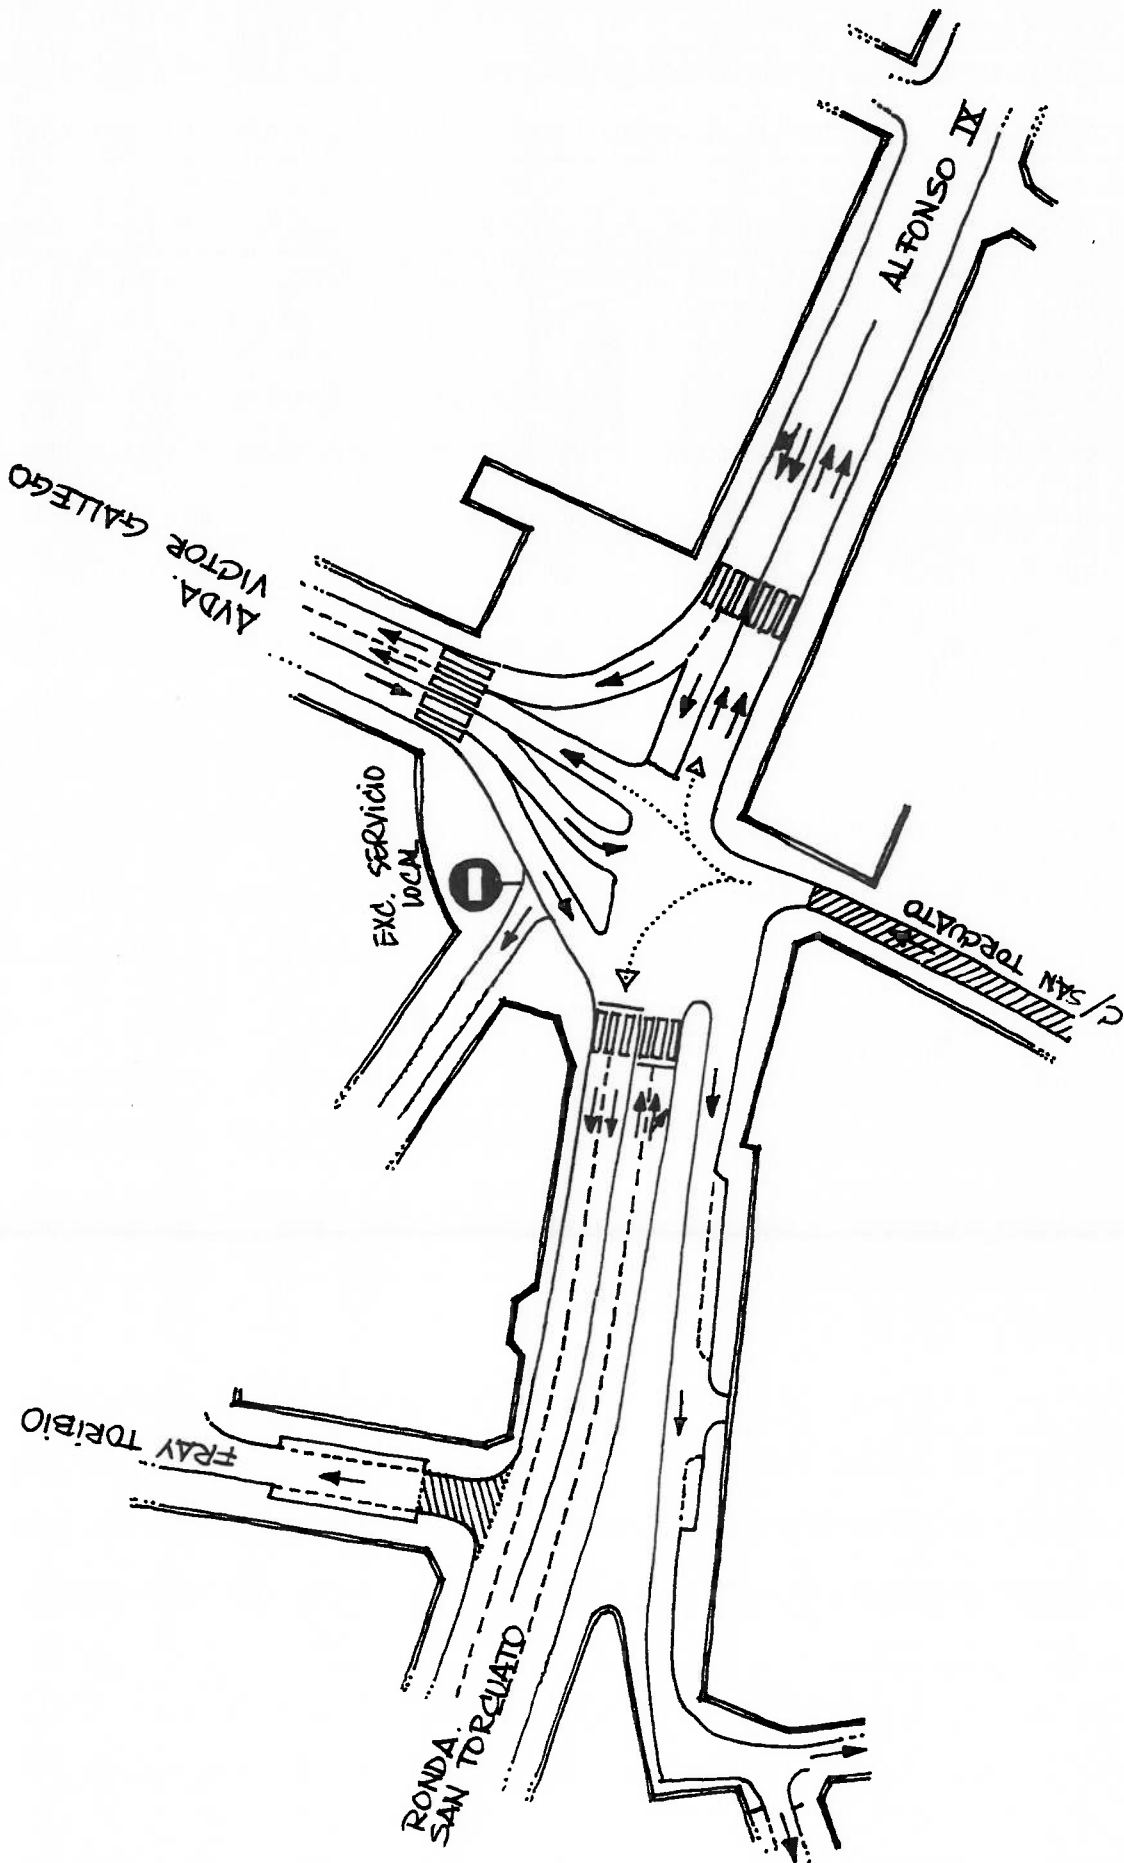 ALFONSO IX
AVDA.
VICTOR GALLEGO
EXC. SERVICIO
LOCAL
C/ SAN TORCUATO
FRAY TORIBIO
RONDA
SAN TORCUATO